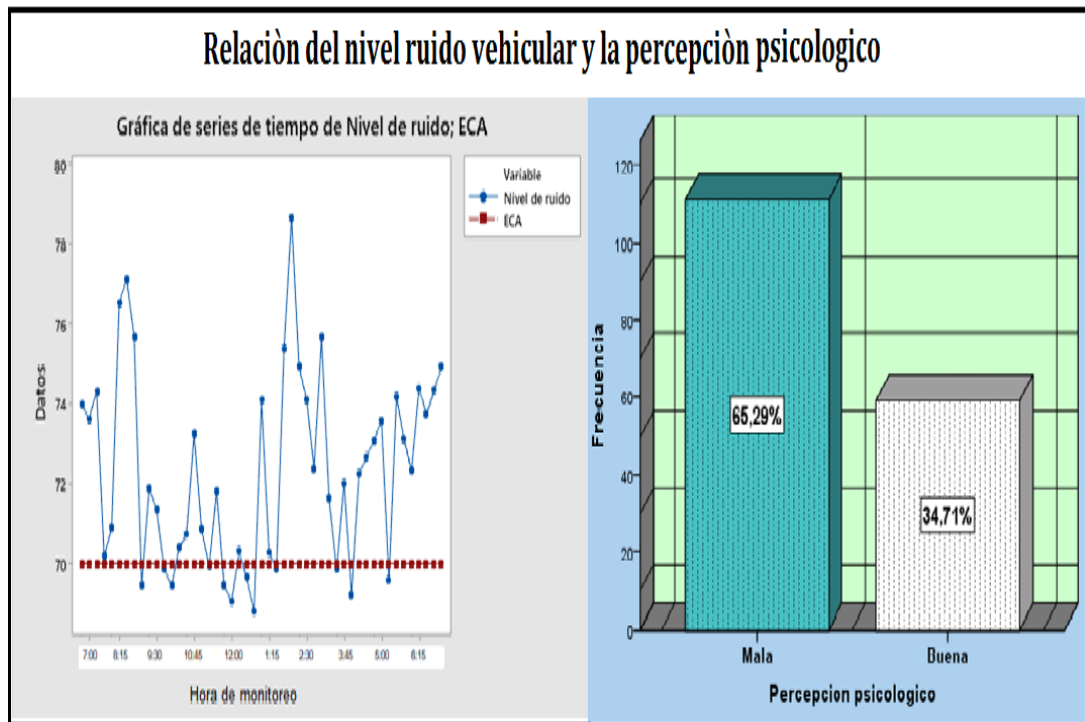 Relaciòn del nivel ruido vehicular y la percepciòn psicologico
Gráfica de series de tiempo de Nivel de ruido; ECA
Variable
Nivel de ruido
ECA
80
78
76
74
72
70
Datos
7:00 8:15 9:30 10:45 12:00 1:15 2:30 3:45 5:00 6:15
Hora de monitoreo
120
100
80
60
40
20
0
Frecuencia
65,29%
34,71%
Mala Buena
Percepcion psicologico